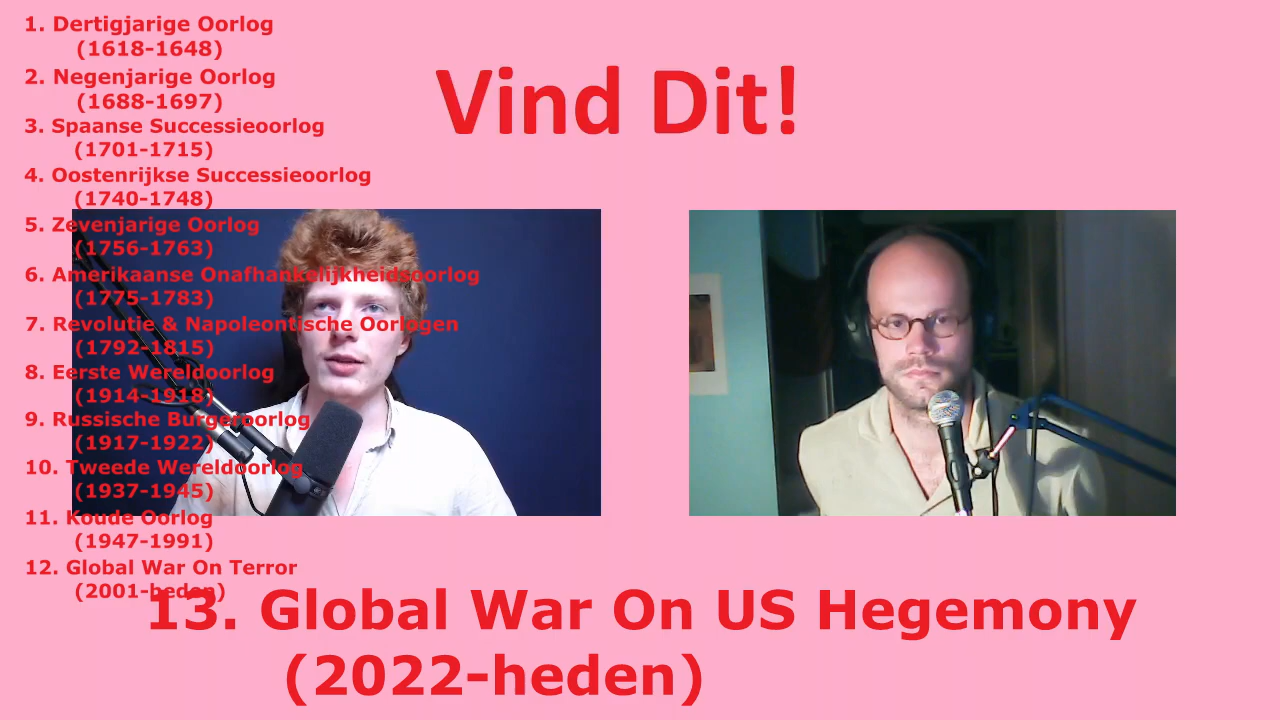 1. Dertigjarige Oorlog
(1618-1648)
2. Negenjarige Oorlog
(1688-1697)
3. Spaanse Successieoorlog
(1701-1715)
4. Oostenrijkse Successieoorlog
(1740-1748)
5. Zevenjarige Oorlog
(1756-1763)
6. Amerikaanse Onafhankelijkheidsoorlog
(1775-1783)
7. Revolutie & Napoleontische Oorlogen
(1792-1815)
8. Eerste Wereldoorlog
(1914-1918)
9. Russische Burgeroorlog
(1917-1922)
10. Tweede Wereldoorlog
(1937-1945)
11. Koude Oorlog
(1947-1991)
12. Global War On Terror
(2001-heden)
Vind Dit!
13. Global War On US Hegemony
(2022-heden)